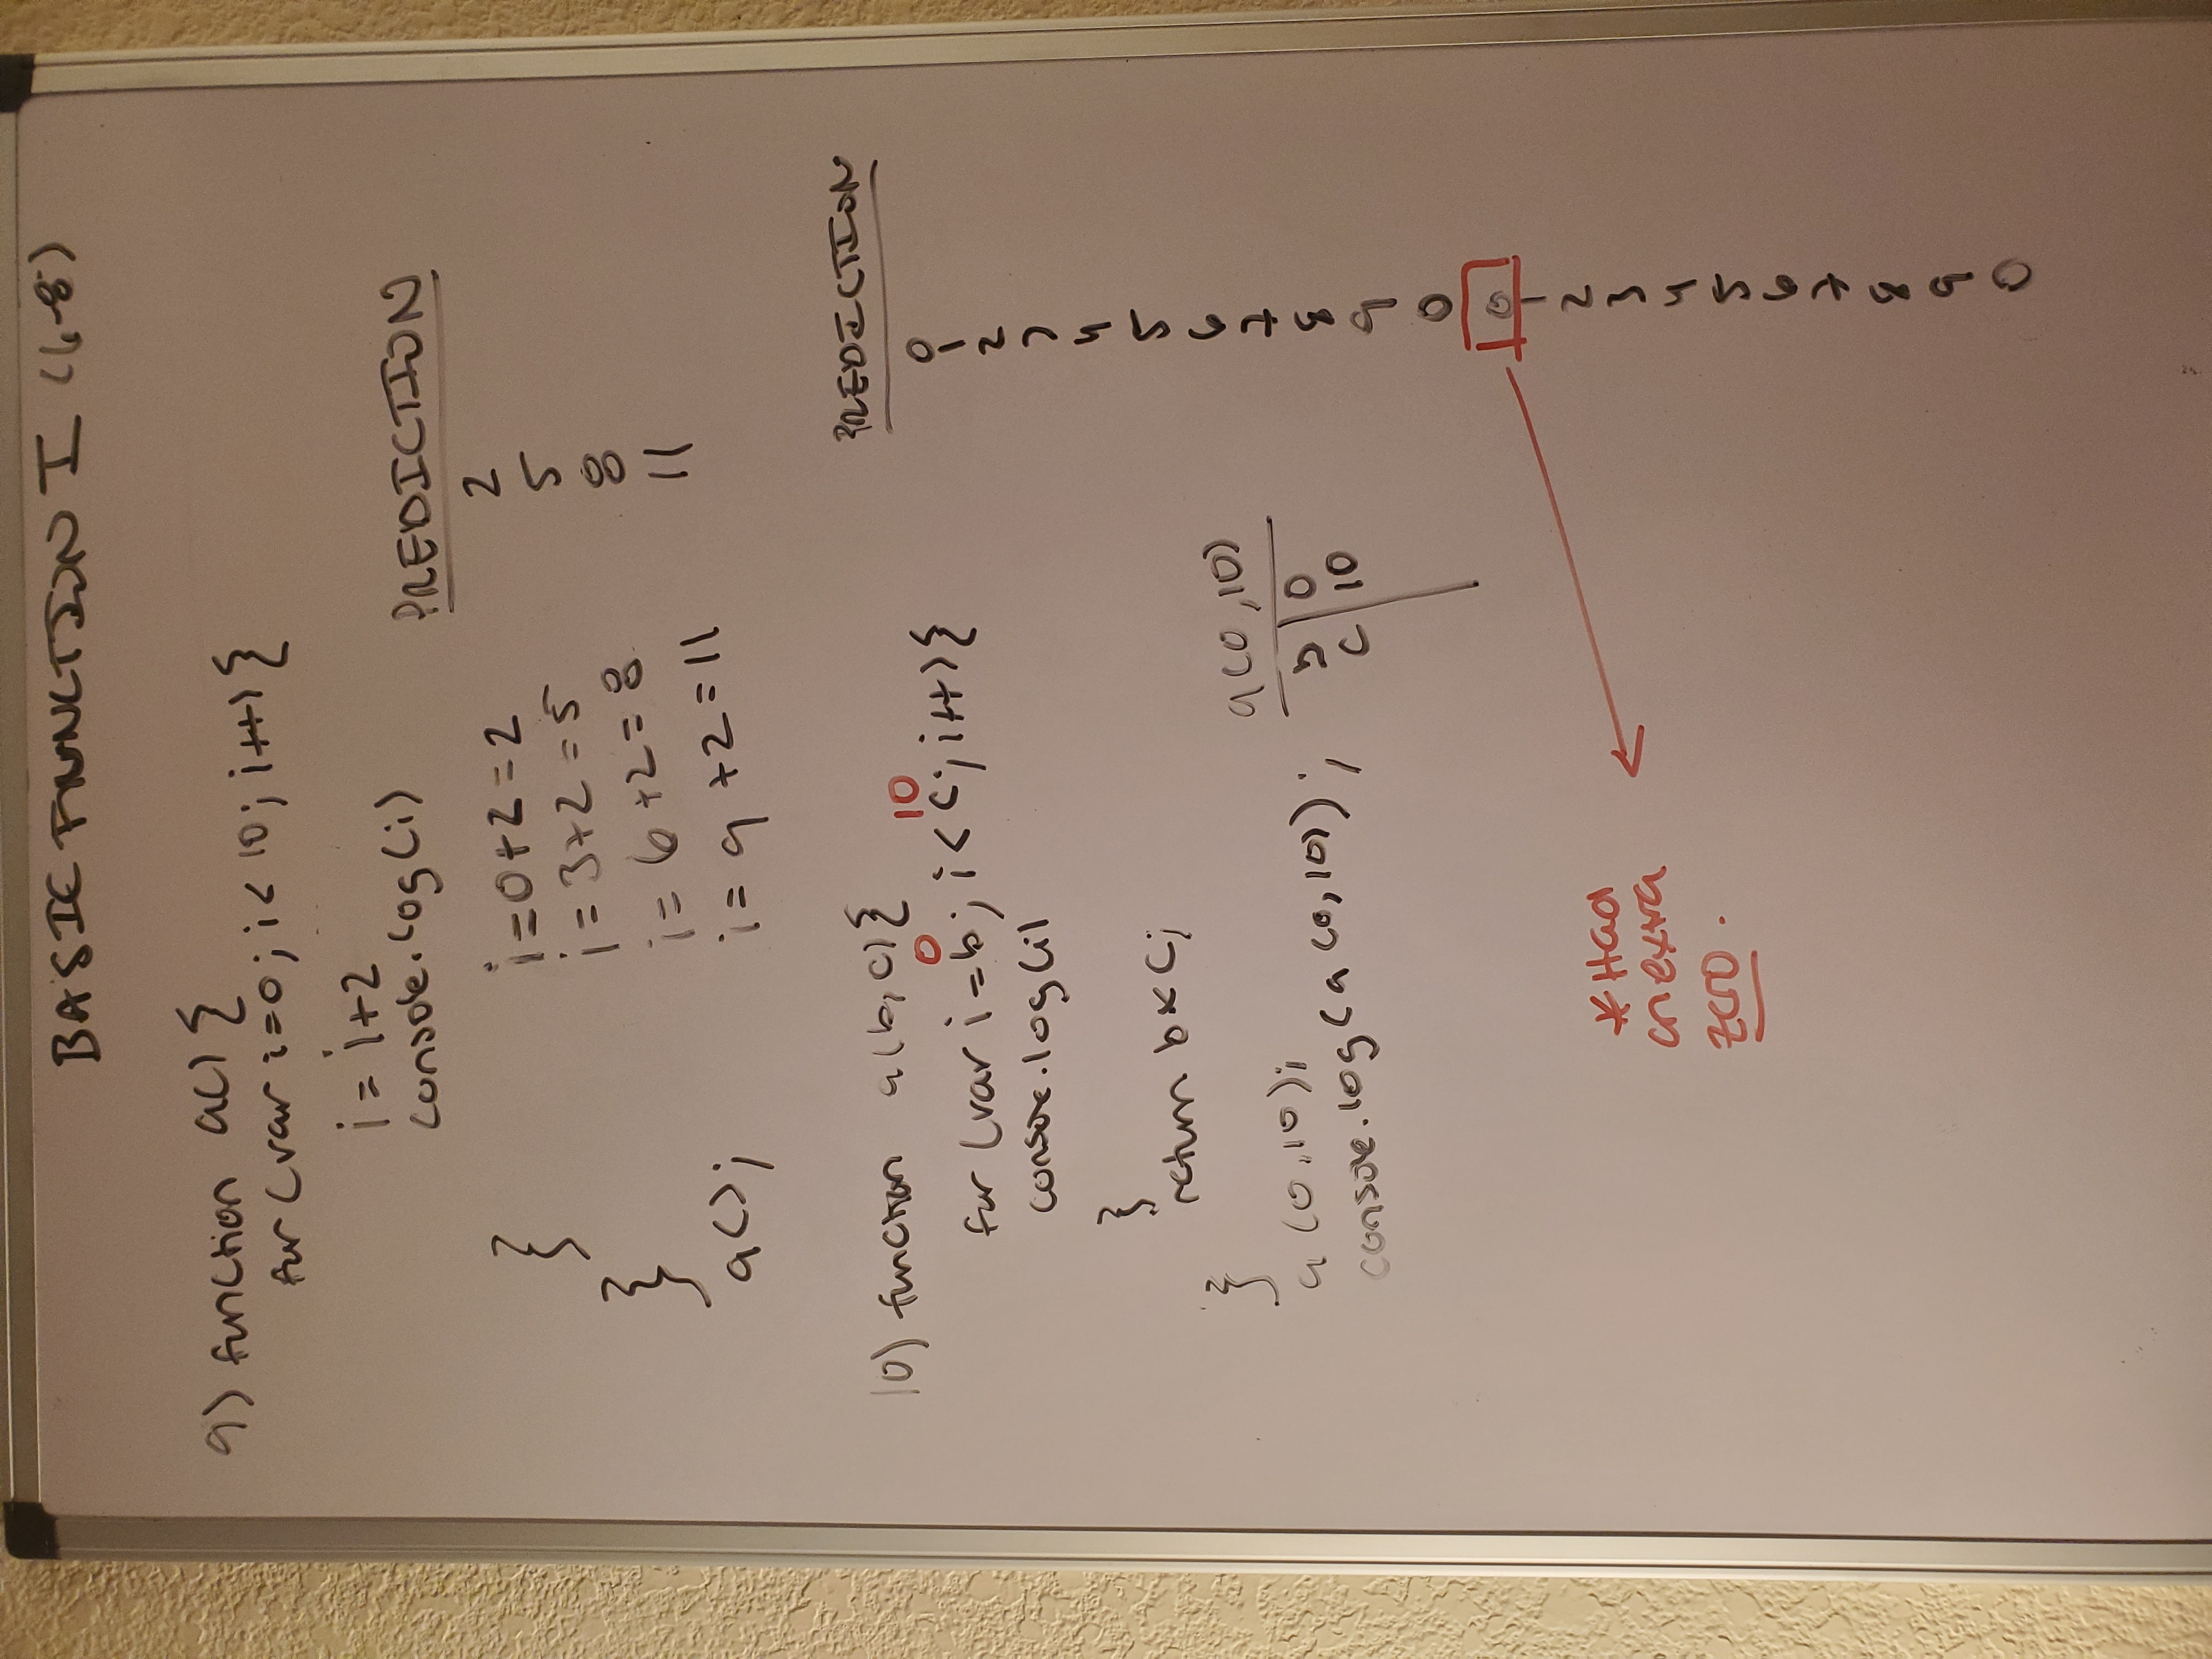 BASIC FUNCTION I (6-8)
9) function a() {
for (var i=0; i< 10; i++) {
i = i+2
console.log(i)
}
}
a();
i=0+2=2
i=3+2=5
i=6+2=8
i=9+2=11
PREDICTION
2
5
8
11
10) function a(b,c) {
0 10
for (var i=b; i<c; i++) {
console.log(i)
}
return b*c;
}
a(0,10);
console.log(a(0,10));
a(0,10)
b 0
c 10
PREDICTION
0
1
2
3
4
5
6
7
8
9
0
0
1
2
3
4
5
6
7
8
9
0
*Had
an extra
zero.